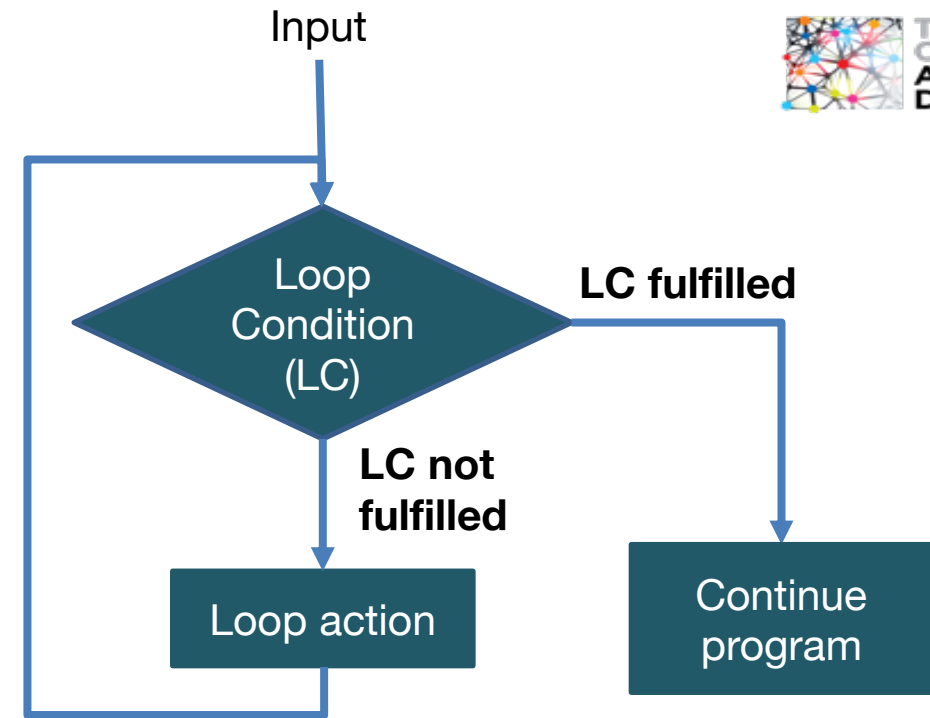 Input
T
C
A
D
Loop
Condition
(LC)
LC fulfilled
LC not
fulfilled
Loop action
Continue
program